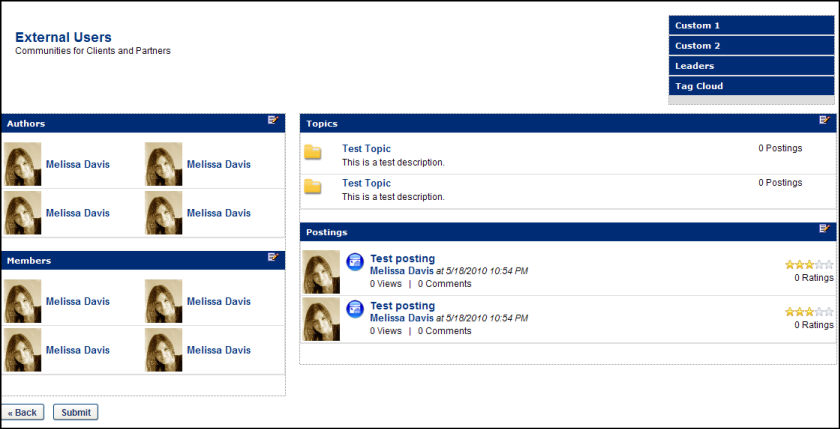 External Users
Communities for Clients and Partners
Custom 1
Custom 2
Leaders
Tag Cloud
Authors
Melissa Davis Melissa Davis
Melissa Davis Melissa Davis
Members
Melissa Davis Melissa Davis
Melissa Davis Melissa Davis
Topics
Test Topic 0 Postings
This is a test description.
Test Topic 0 Postings
This is a test description.
Postings
Test posting
Melissa Davis at 5/18/2010 10:54 PM
0 Views | 0 Comments
0 Ratings
Test posting
Melissa Davis at 5/18/2010 10:54 PM
0 Views | 0 Comments
0 Ratings
« Back Submit